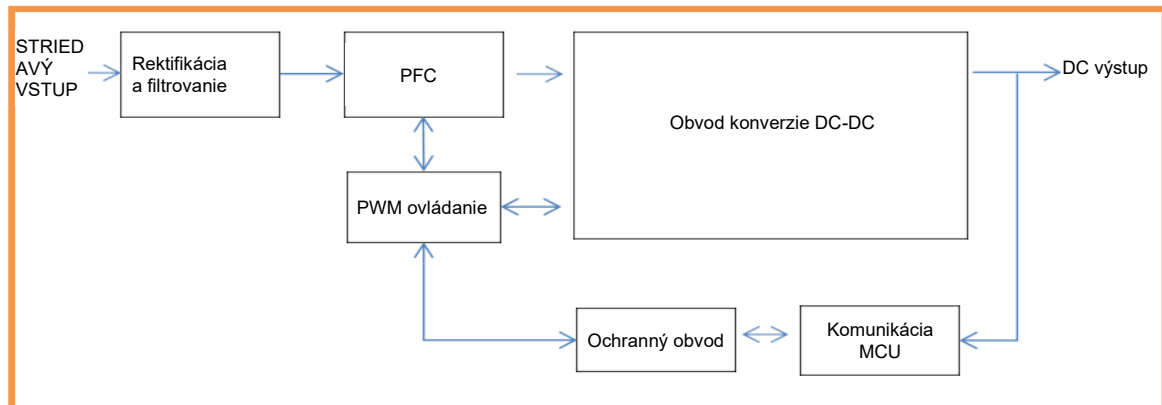 STRIED
AVÝ
VSTUP
Rektifikácia
a filtrovanie
PFC
Obvod konverzie DC-DC
DC výstup
PWM ovládanie
Ochranný obvod
Komunikácia
MCU